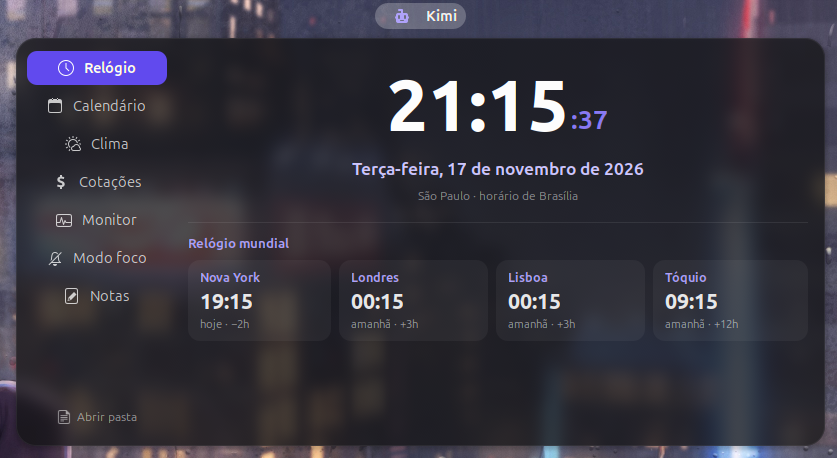 Kimi
Relógio
Calendário
Clima
Cotações
Monitor
Modo foco
Notas
Abrir pasta
21:15:37
Terça-feira, 17 de novembro de 2026
São Paulo · horário de Brasília
Relógio mundial
Nova York
19:15
hoje · −2h
Londres
00:15
amanhã · +3h
Lisboa
00:15
amanhã · +3h
Tóquio
09:15
amanhã · +12h